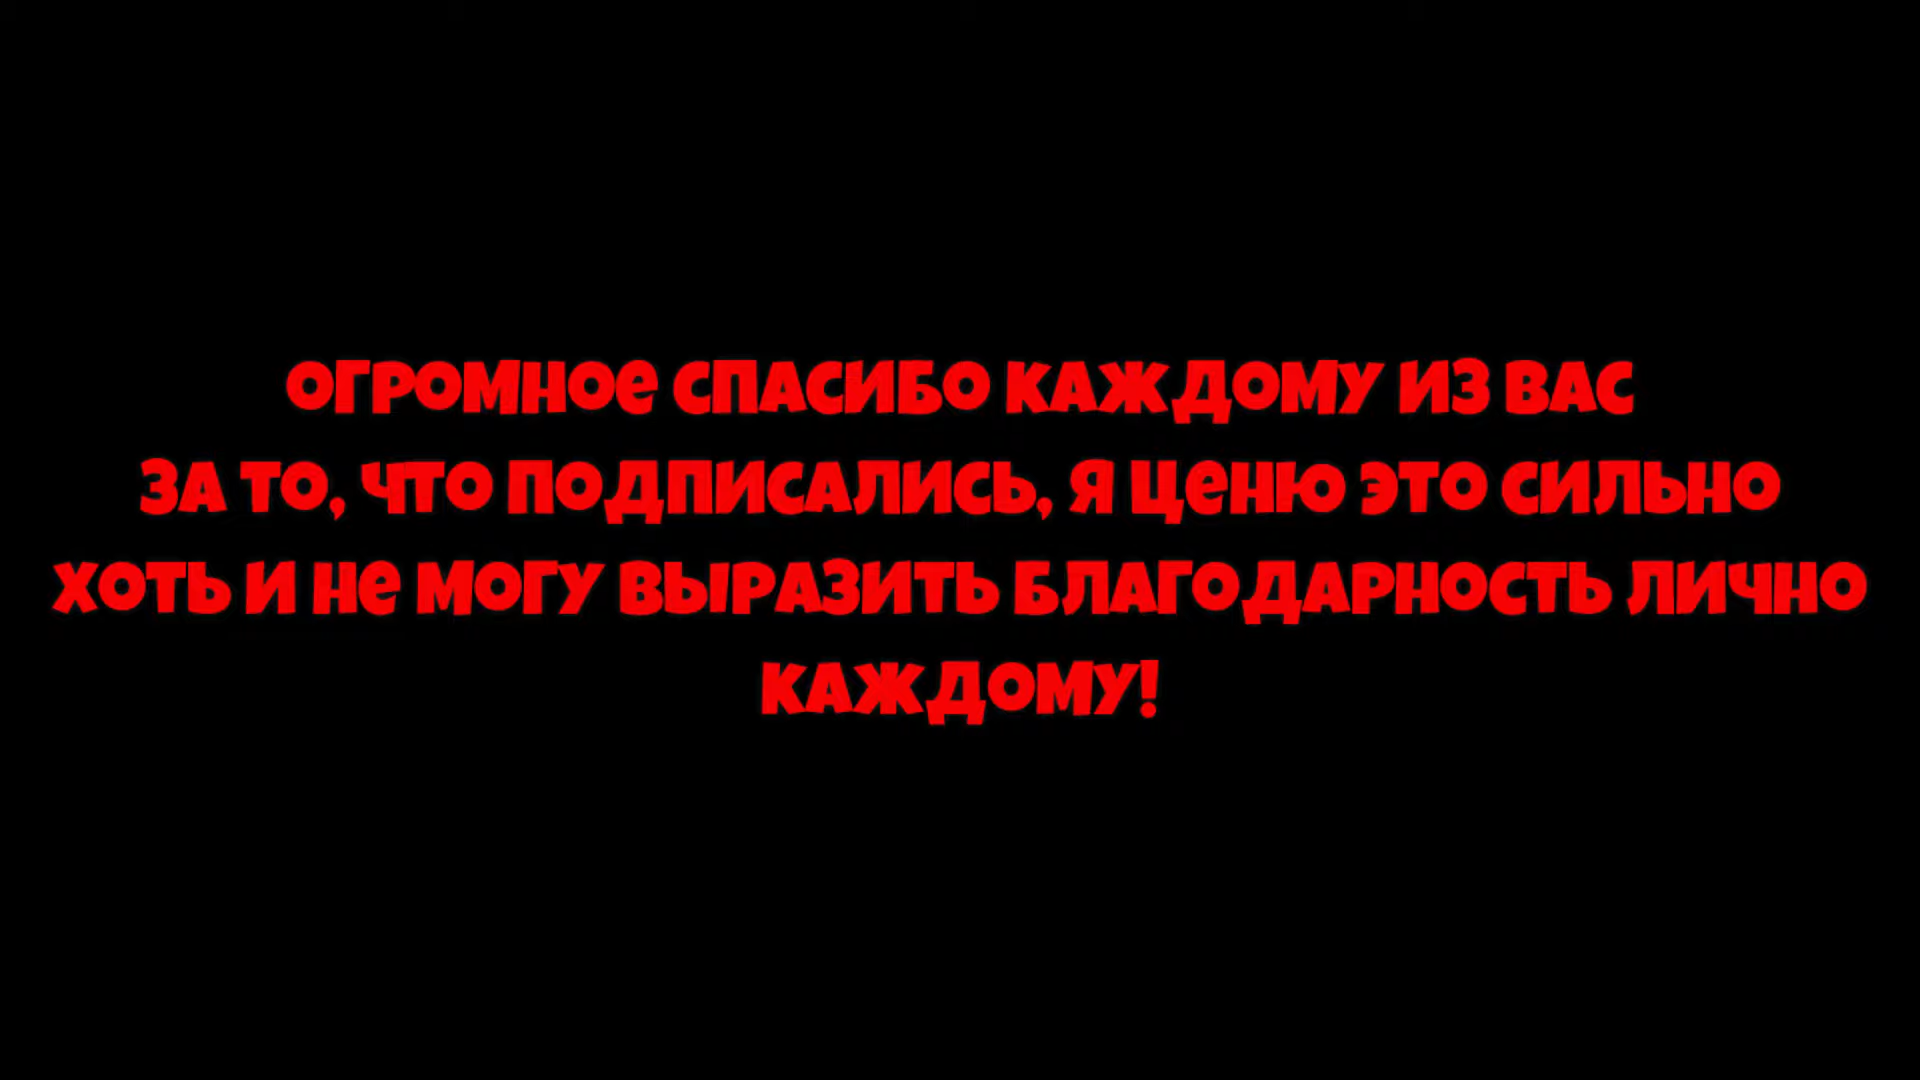 ОГРОМНОЕ СПАСИБО КАЖДОМУ ИЗ ВАС
ЗА ТО, ЧТО ПОДПИСАЛИСЬ, Я ЦЕНЮ ЭТО СИЛЬНО
ХОТЬ И НЕ МОГУ ВЫРАЗИТЬ БЛАГОДАРНОСТЬ ЛИЧНО
КАЖДОМУ!